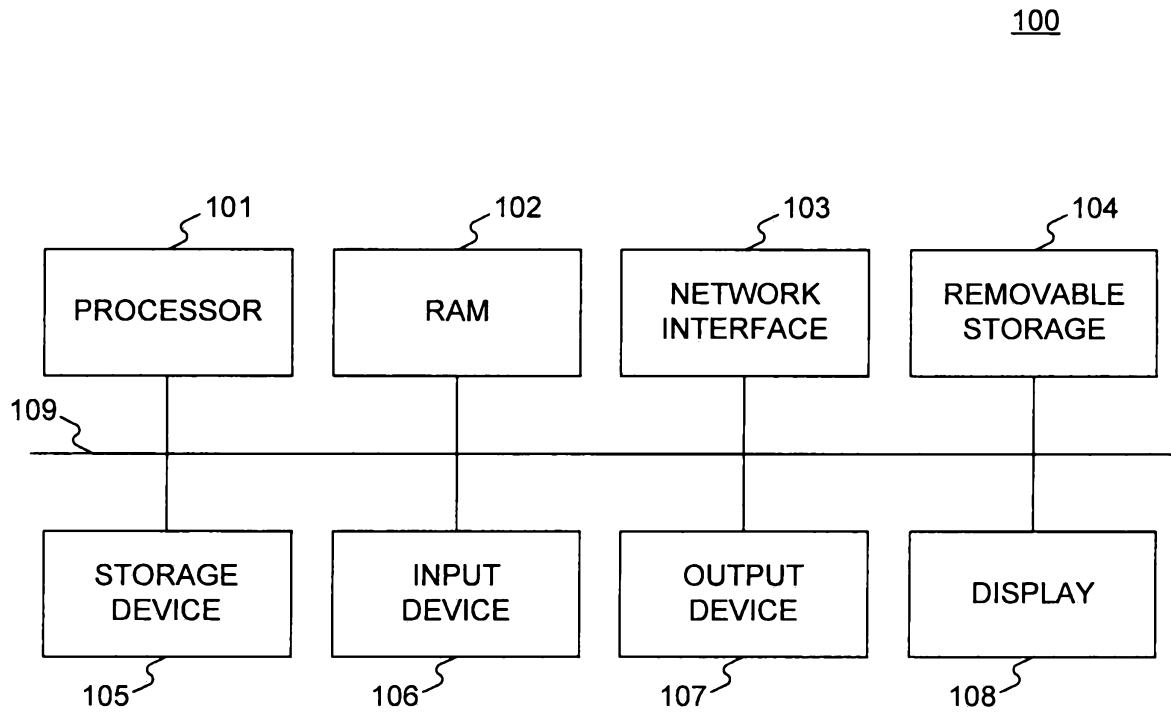 100
101
102
103
104
PROCESSOR
RAM
NETWORK
INTERFACE
REMOVABLE
STORAGE
109
STORAGE
DEVICE
INPUT
DEVICE
OUTPUT
DEVICE
DISPLAY
105
106
107
108